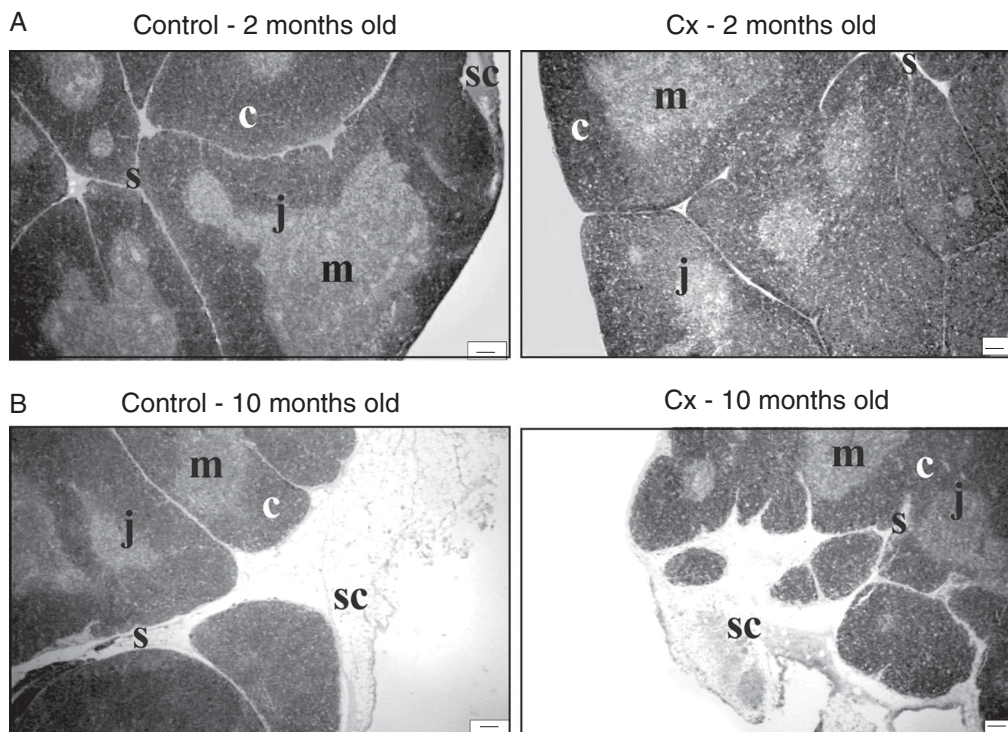 A
Control - 2 months old
Cx - 2 months old
sc
c
s
j
m
s
m
c
j
B
Control - 10 months old
Cx - 10 months old
m
c
j
sc
s
m
c
j
s
sc